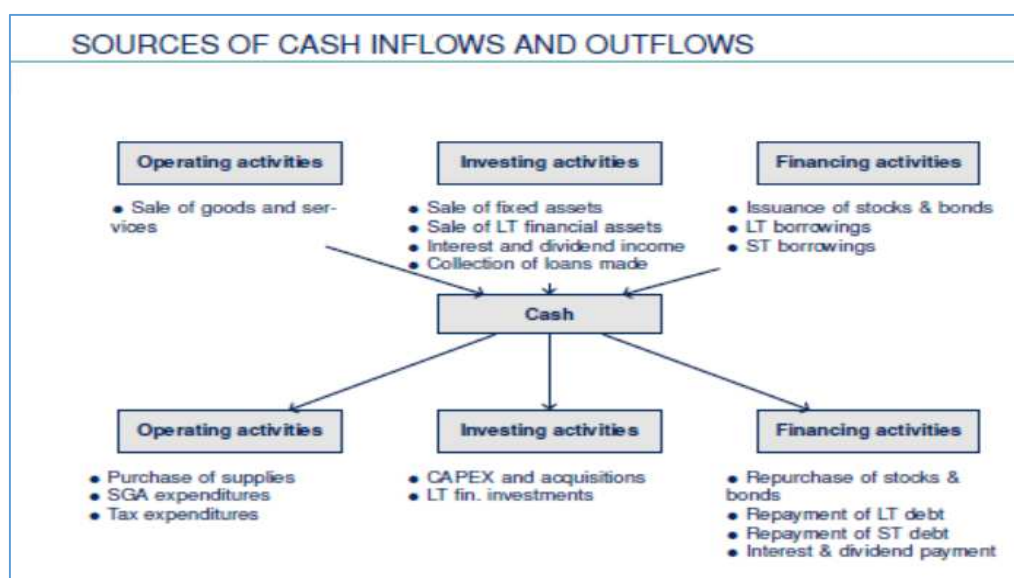 SOURCES OF CASH INFLOWS AND OUTFLOWS
Operating activities
● Sale of goods and ser-
vices
Investing activities
● Sale of fixed assets
● Sale of LT financial assets
● Interest and dividend income
● Collection of loans made
Financing activities
● Issuance of stocks & bonds
● LT borrowings
● ST borrowings
Cash
Operating activities
● Purchase of supplies
● SGA expenditures
● Tax expenditures
Investing activities
● CAPEX and acquisitions
● LT fin. investments
Financing activities
● Repurchase of stocks &
bonds
● Repayment of LT debt
● Repayment of ST debt
● Interest & dividend payment